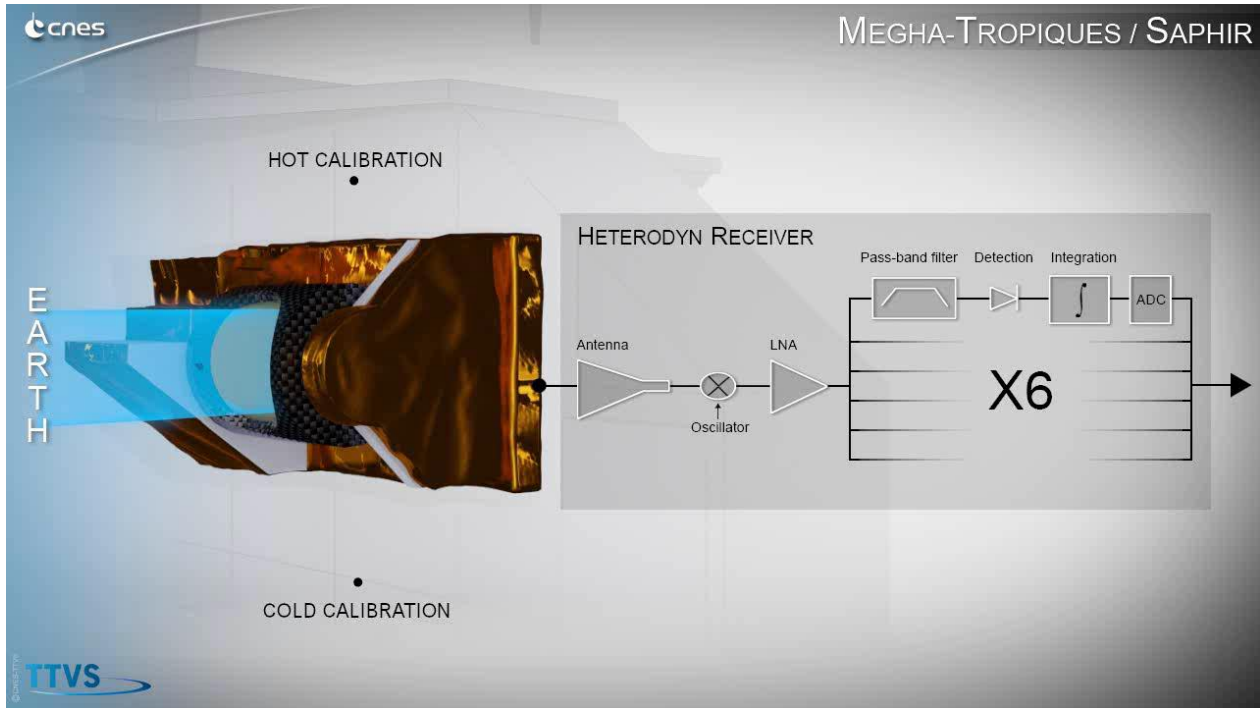 cnes
MEGHA-TROPIQUES / SAPHIR
HOT CALIBRATION
HETERODYN RECEIVER
Pass-band filter
Detection
Integration
∫
ADC
EARTH
Antenna
LNA
X6
Oscillator
COLD CALIBRATION
TTVS